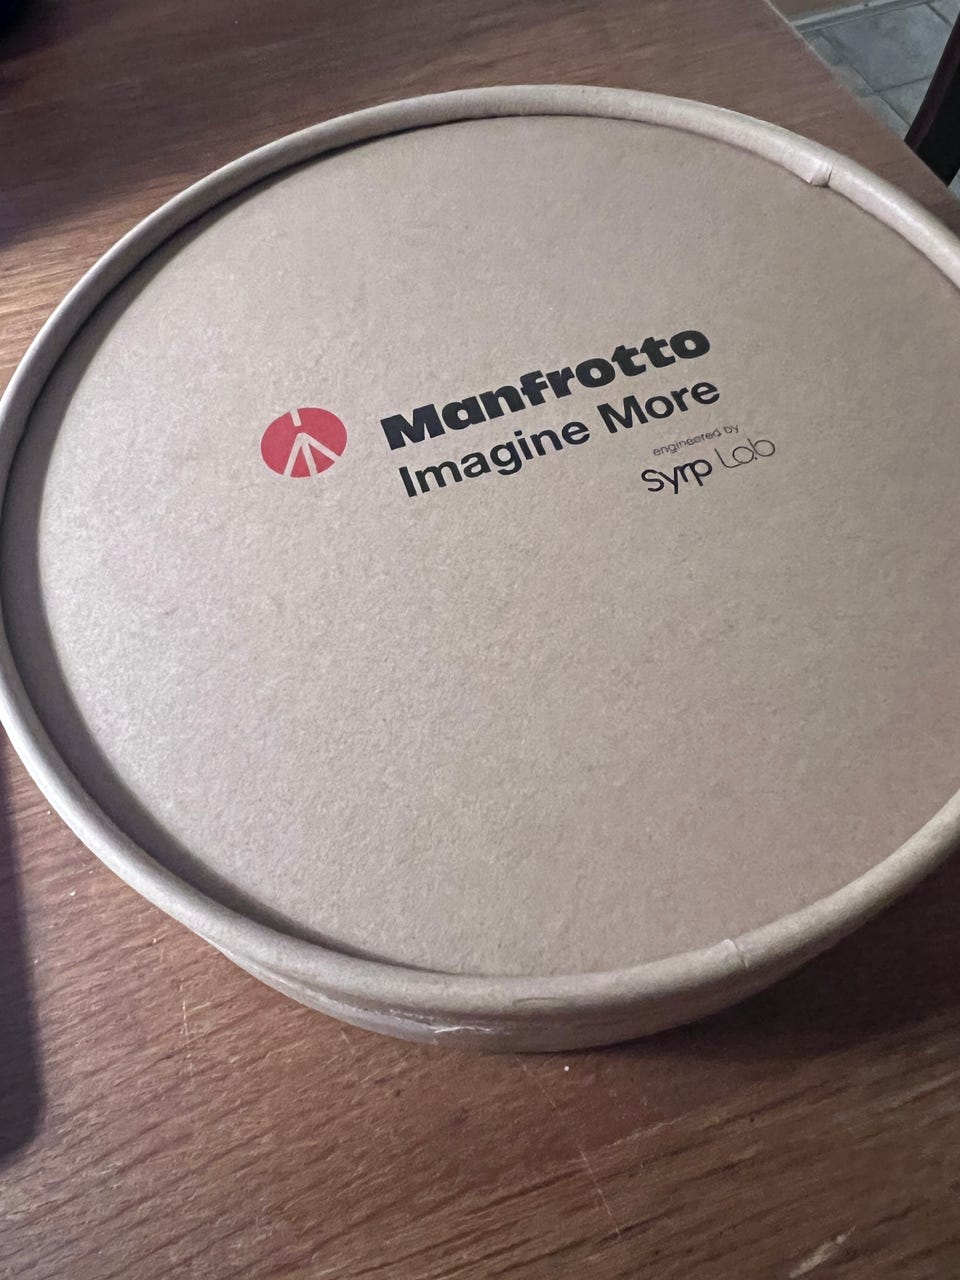 Manfrotto
Imagine More
engineered by
Syrp Lab